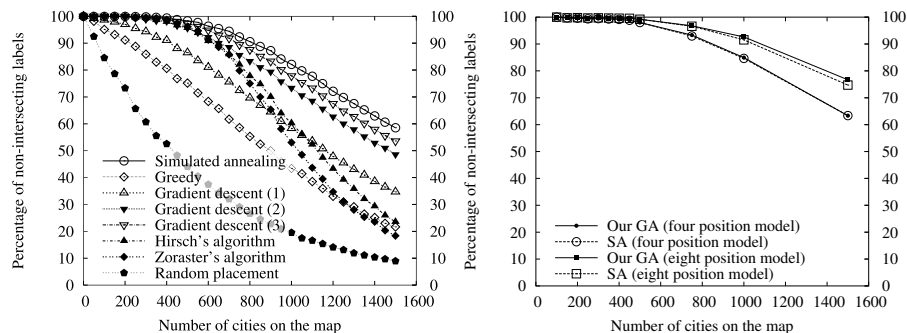 Percentage of non-intersecting labels
100
90
80
70
60
50
40
30
20
10
0
Simulated annealing
Greedy
Gradient descent (1)
Gradient descent (2)
Gradient descent (3)
Hirsch's algorithm
Zoraster's algorithm
Random placement
100
90
80
70
60
50
40
30
20
10
0
0 200 400 600 800 1000 1200 1400 1600
Number of cities on the map
Percentage of non-intersecting labels
100
90
80
70
60
50
40
30
20
10
0
Our GA (four position model)
SA (four position model)
Our GA (eight position model)
SA (eight position model)
100
90
80
70
60
50
40
30
20
10
0
0 200 400 600 800 1000 1200 1400 1600
Number of cities on the map